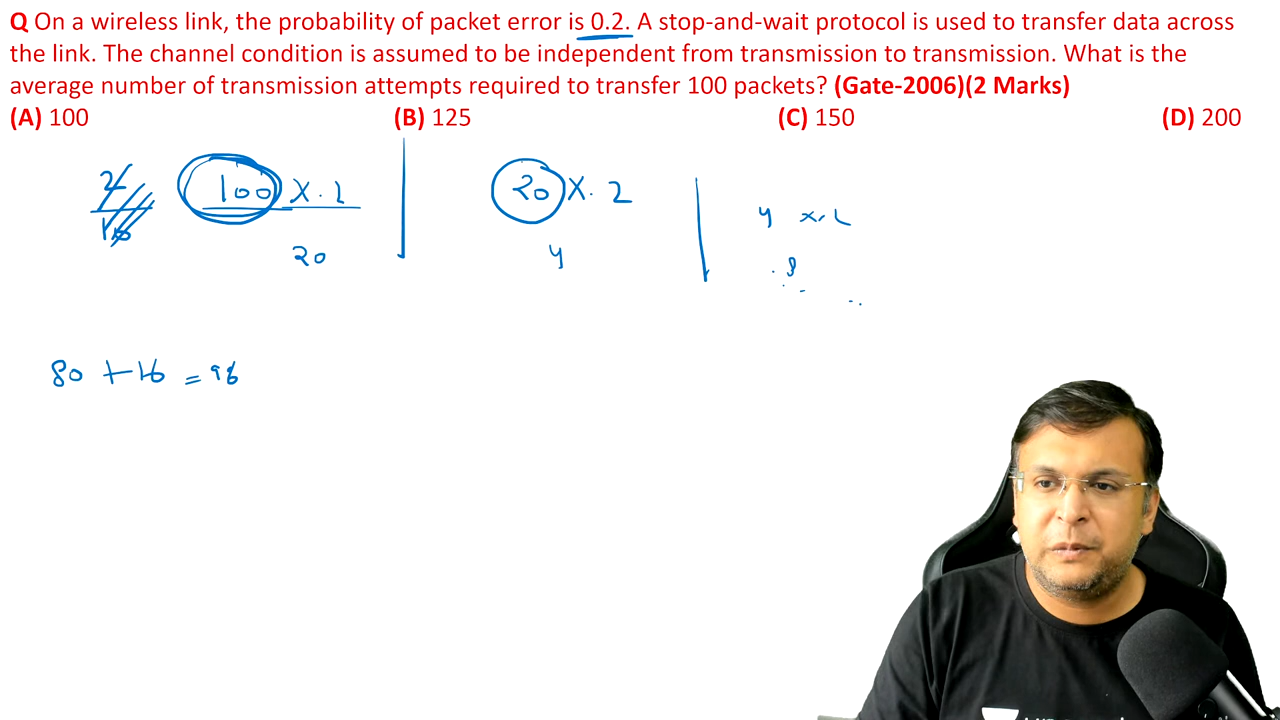 Q On a wireless link, the probability of packet error is 0.2. A stop-and-wait protocol is used to transfer data across
the link. The channel condition is assumed to be independent from transmission to transmission. What is the
average number of transmission attempts required to transfer 100 packets? (Gate-2006)(2 Marks)
(A) 100 (B) 125 (C) 150 (D) 200
100 x .2
20
20 x .2
4
4 x .2
.8
80 + 16 = 96